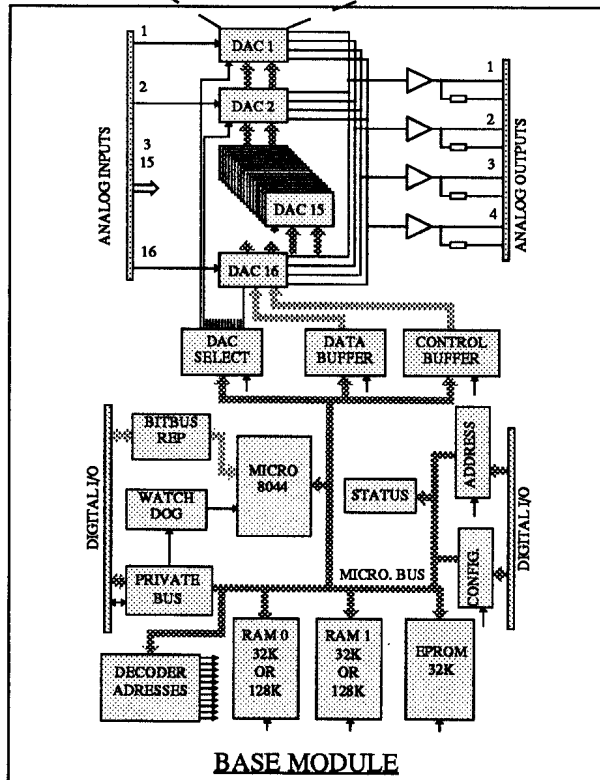 DAC 1
1
DAC 2
2
3
15
DAC 15
16
DAC 16
ANALOG INPUTS
1
2
3
4
ANALOG OUTPUTS
DAC
SELECT
DATA
BUFFER
CONTROL
BUFFER
DIGITAL I/O
BITBUS
REP
MICRO
8044
WATCH
DOG
PRIVATE
BUS
STATUS
ADDRESS
CONFIG.
DIGITAL I/O
MICRO. BUS
DECODER
ADRESSES
RAM 0
32K
OR
128K
RAM 1
32K
OR
128K
EPROM
32K
BASE MODULE